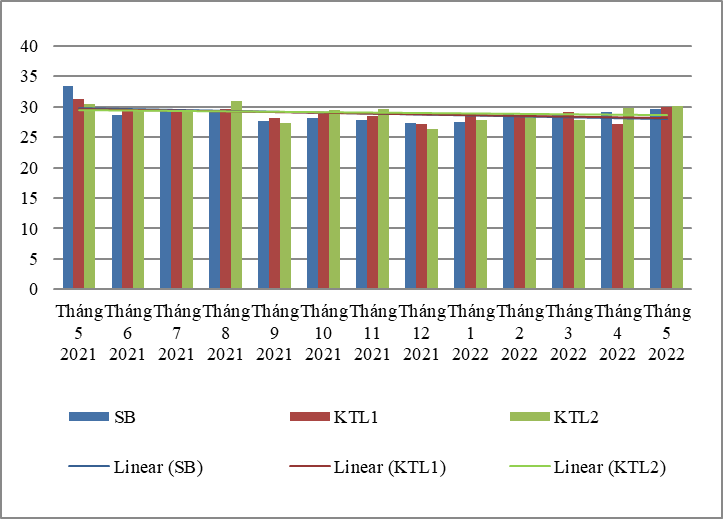 40
35
30
25
20
15
10
5
0
Tháng Tháng Tháng Tháng Tháng Tháng Tháng Tháng Tháng Tháng Tháng Tháng Tháng
5 6 7 8 9 10 11 12 1 2 3 4 5
2021 2021 2021 2021 2021 2021 2021 2021 2022 2022 2022 2022 2022
SB KTL1 KTL2
Linear (SB) Linear (KTL1) Linear (KTL2)